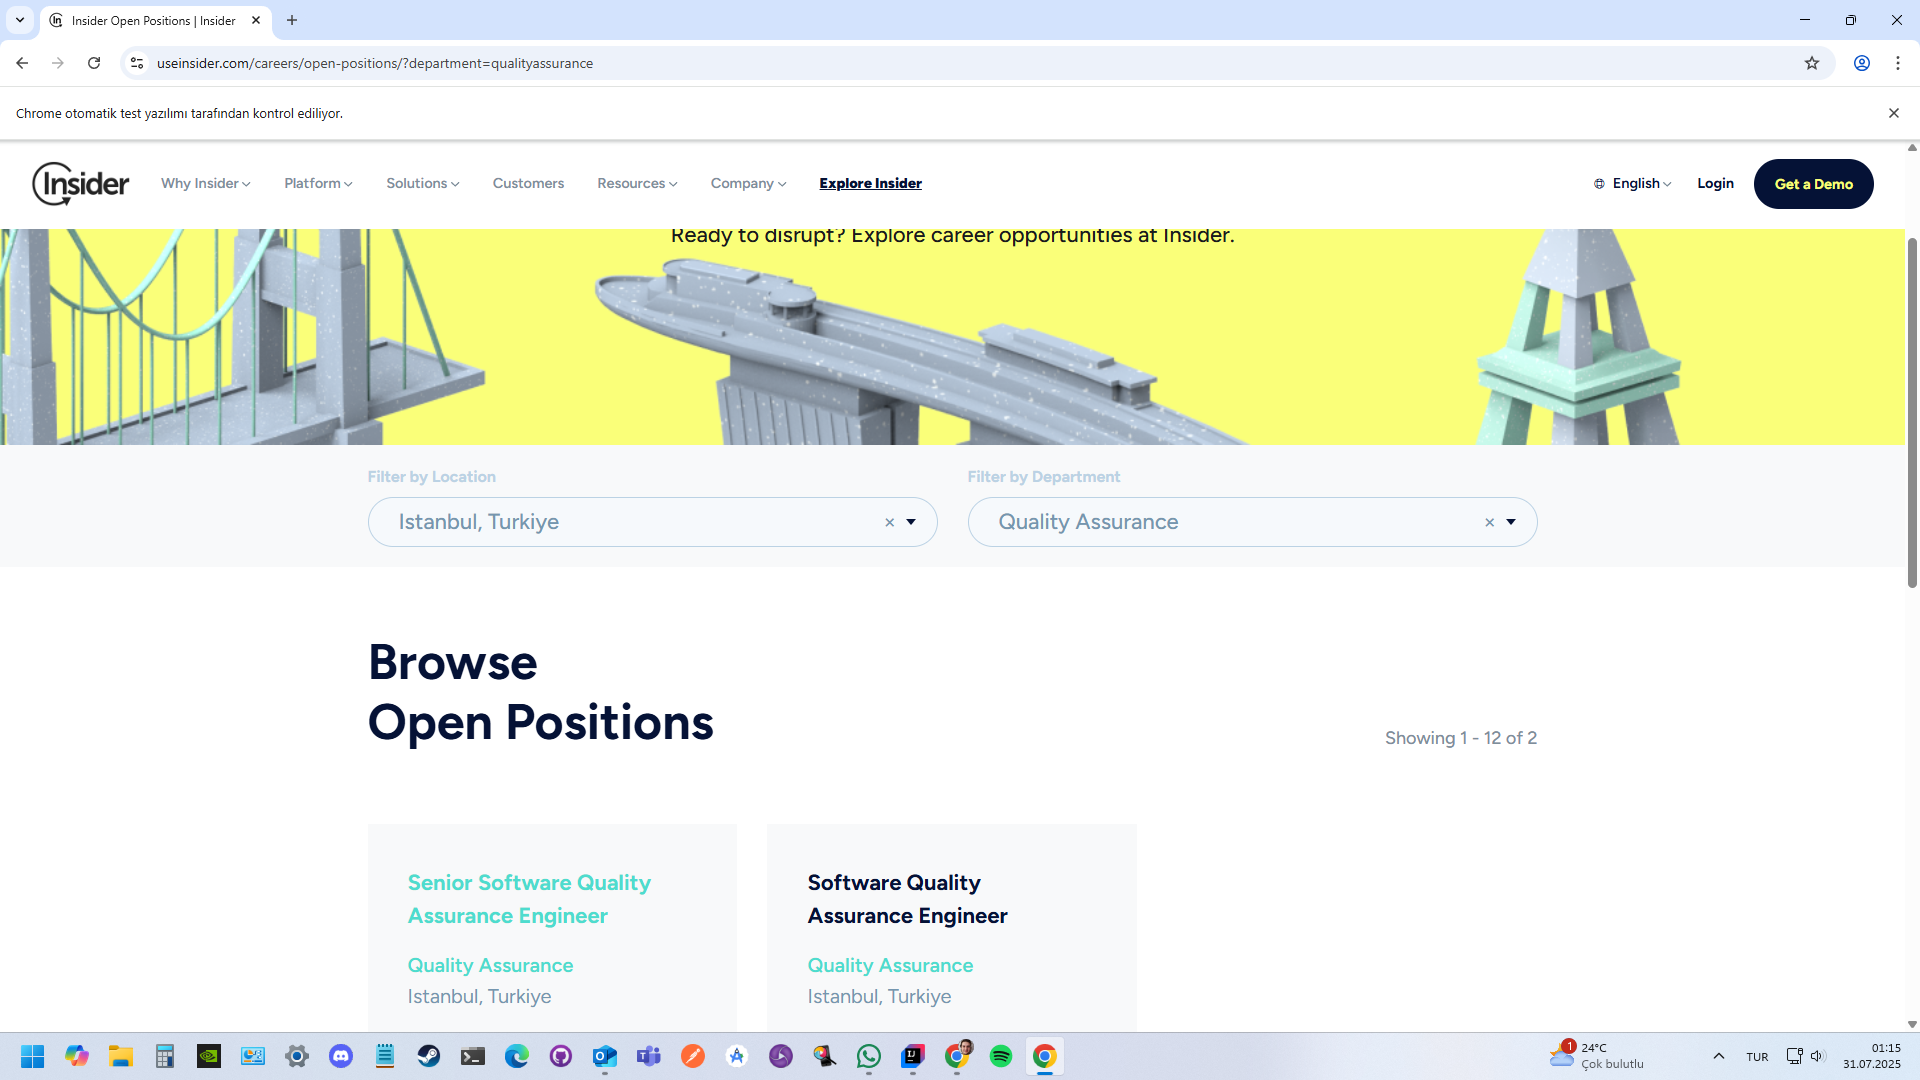 Insider Open Positions | Insider
useinsider.com/careers/open-positions/?department=qualityassurance
Chrome otomatik test yazılımı tarafından kontrol ediliyor.
Insider
Why Insider
Platform
Solutions
Customers
Resources
Company
Explore Insider
English
Login
Get a Demo
Ready to disrupt? Explore career opportunities at Insider.
Filter by Location
Filter by Department
Istanbul, Turkiye
×
Quality Assurance
×
Browse
Open Positions
Showing 1 - 12 of 2
Senior Software Quality
Assurance Engineer
Quality Assurance
Istanbul, Turkiye
Software Quality
Assurance Engineer
Quality Assurance
Istanbul, Turkiye
1
24°C
Çok bulutlu
TUR
01:15
31.07.2025